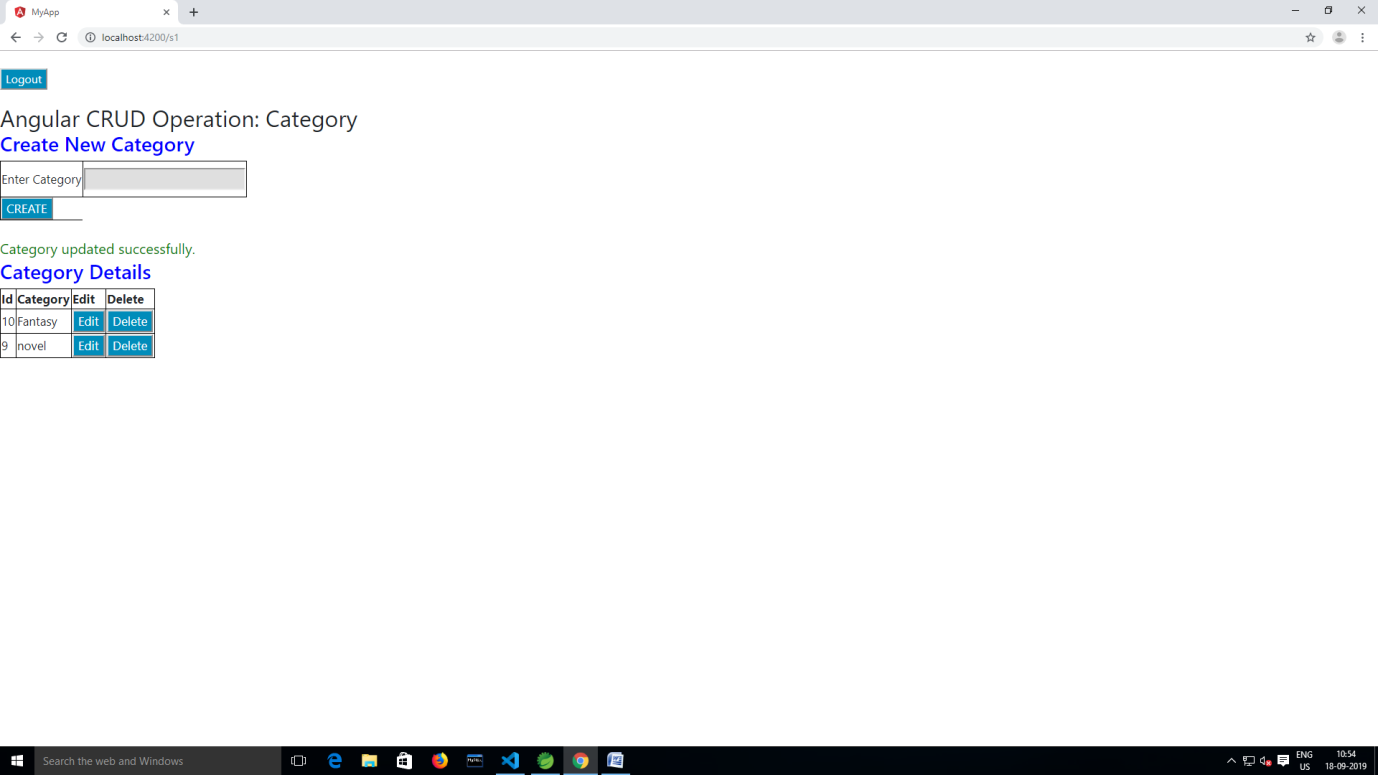 MyApp
localhost:4200/s1
Logout
Angular CRUD Operation: Category
Create New Category
Enter Category
CREATE
Category updated successfully.
Category Details
Id Category Edit Delete
10 Fantasy Edit Delete
9 novel Edit Delete
Search the web and Windows
ENG 10:54
US 18-09-2019